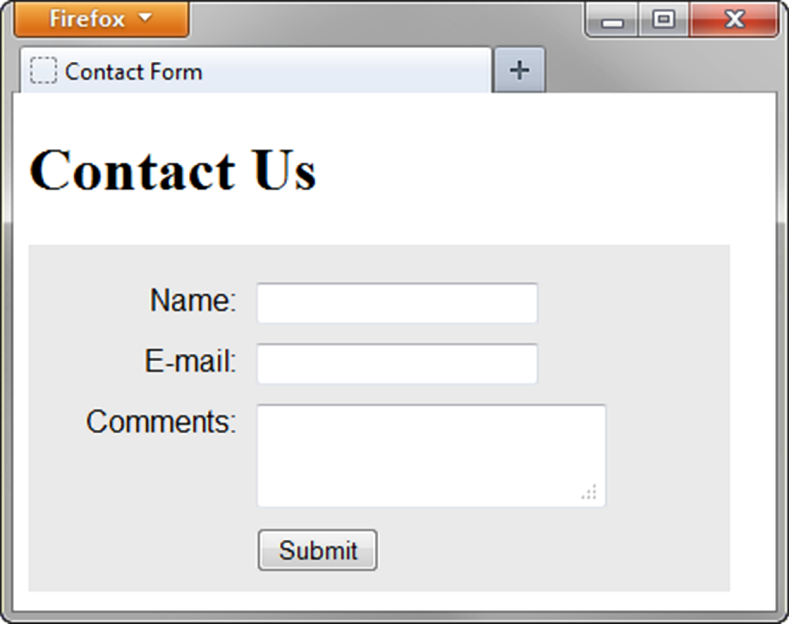 Firefox
Contact Form
Contact Us
Name:
E-mail:
Comments:
Submit